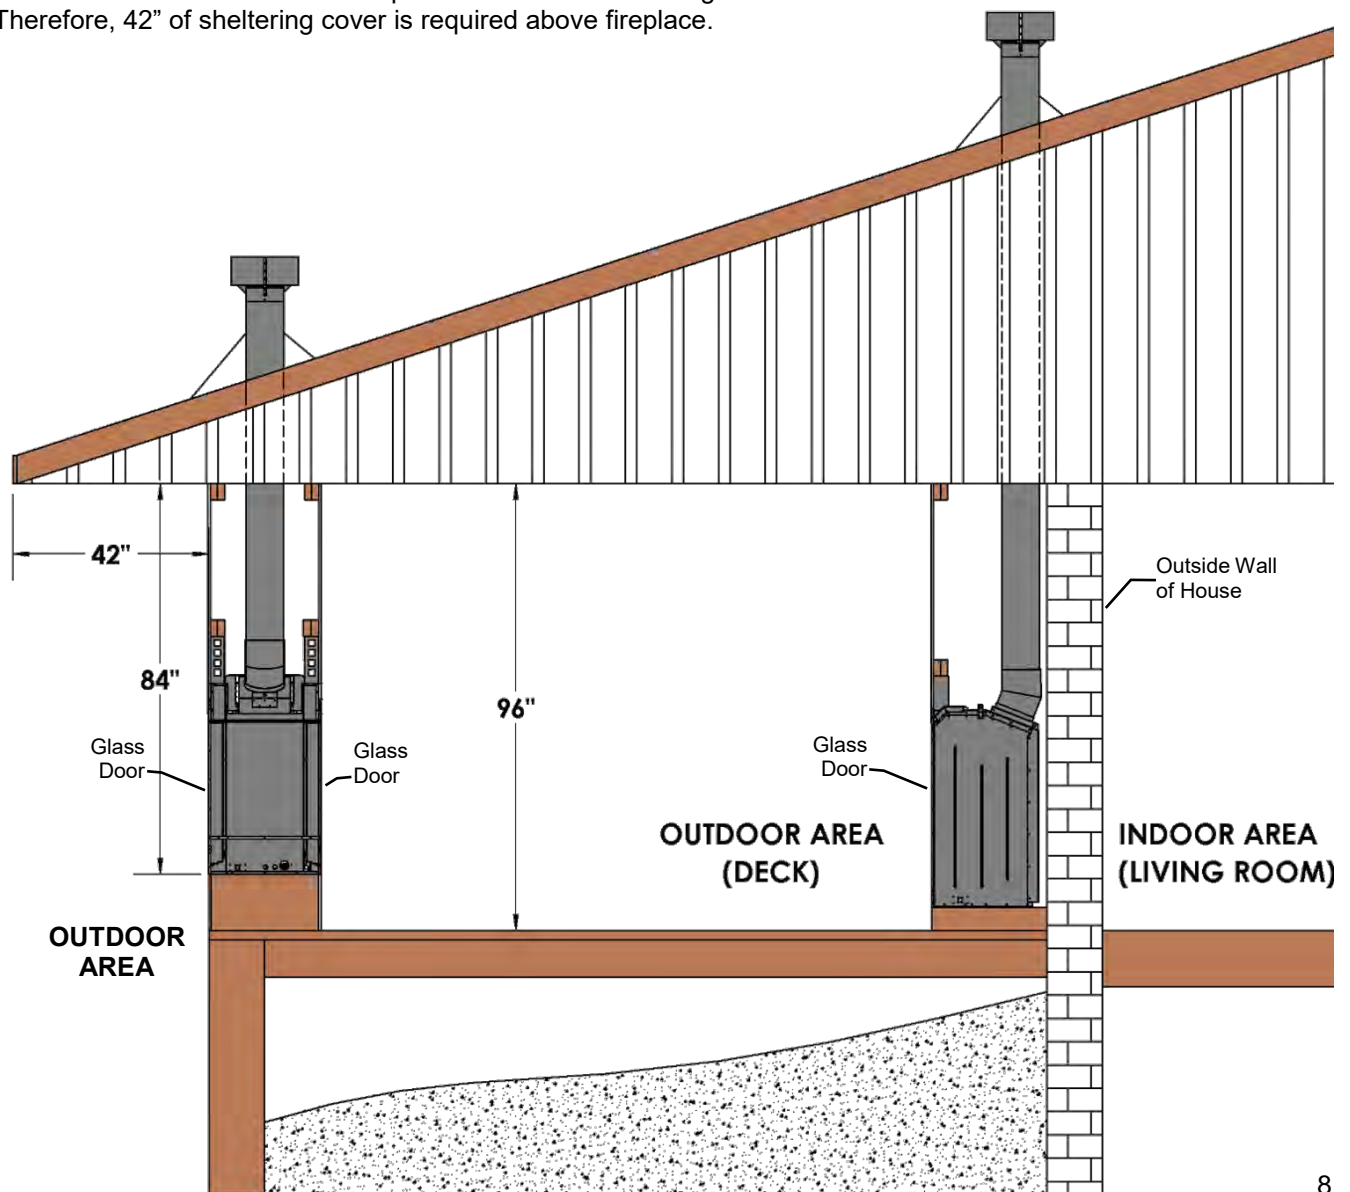 Therefore, 42” of sheltering cover is required above fireplace.
42"
84"
96"
Outside Wall
of House
Glass
Door
Glass
Door
Glass
Door
OUTDOOR AREA
(DECK)
INDOOR AREA
(LIVING ROOM)
OUTDOOR
AREA
8